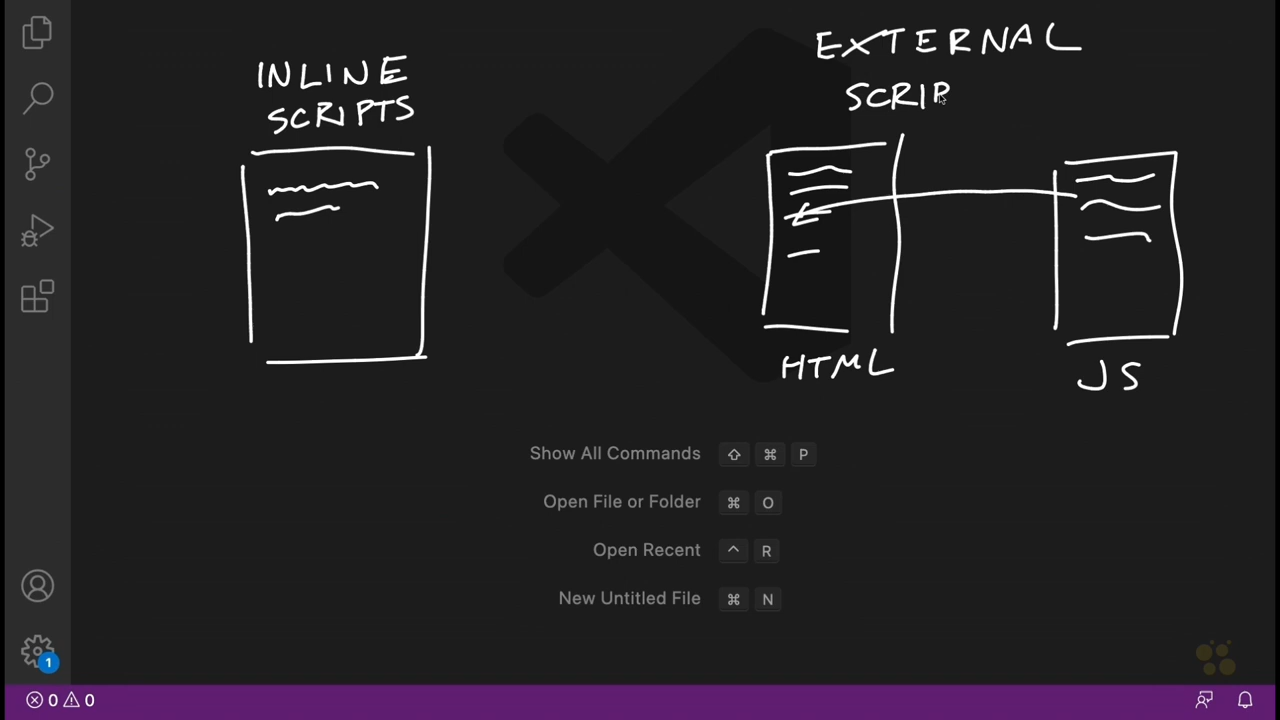 INLINE
SCRIPTS
EXTERNAL
SCRIP
HTML
JS
Show All Commands ⇧ ⌘ P
Open File or Folder ⌘ O
Open Recent ^ R
New Untitled File ⌘ N
1
0 0